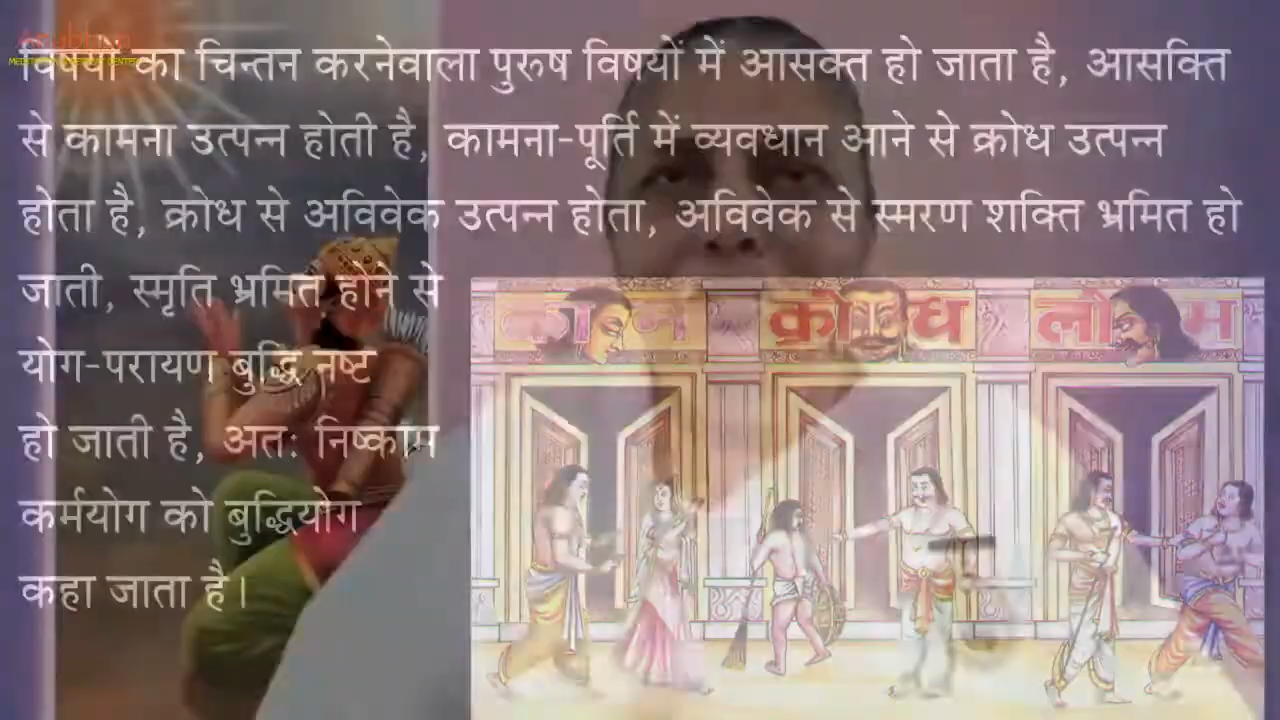 विषयों का चिन्तन करनेवाला पुरुष विषयों में आसक्त हो जाता है, आसक्ति
से कामना उत्पन्न होती है, कामना-पूर्ति में व्यवधान आने से क्रोध उत्पन्न
होता है, क्रोध से अविवेक उत्पन्न होता, अविवेक से स्मरण शक्ति भ्रमित हो
जाती, स्मृति भ्रमित होने से
योग-परायण बुद्धि नष्ट
हो जाती है, अतः निष्काम
कर्मयोग को बुद्धियोग
कहा जाता है।
क्रोध